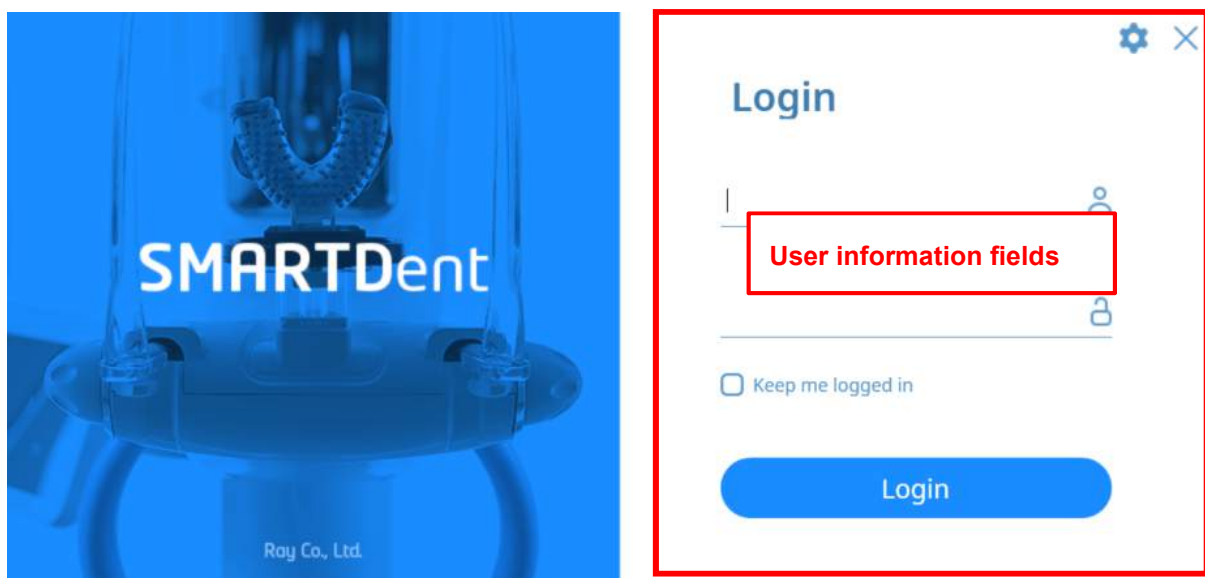 SMARTDent
Ray Co., Ltd.
Login
User information fields
Keep me logged in
Login